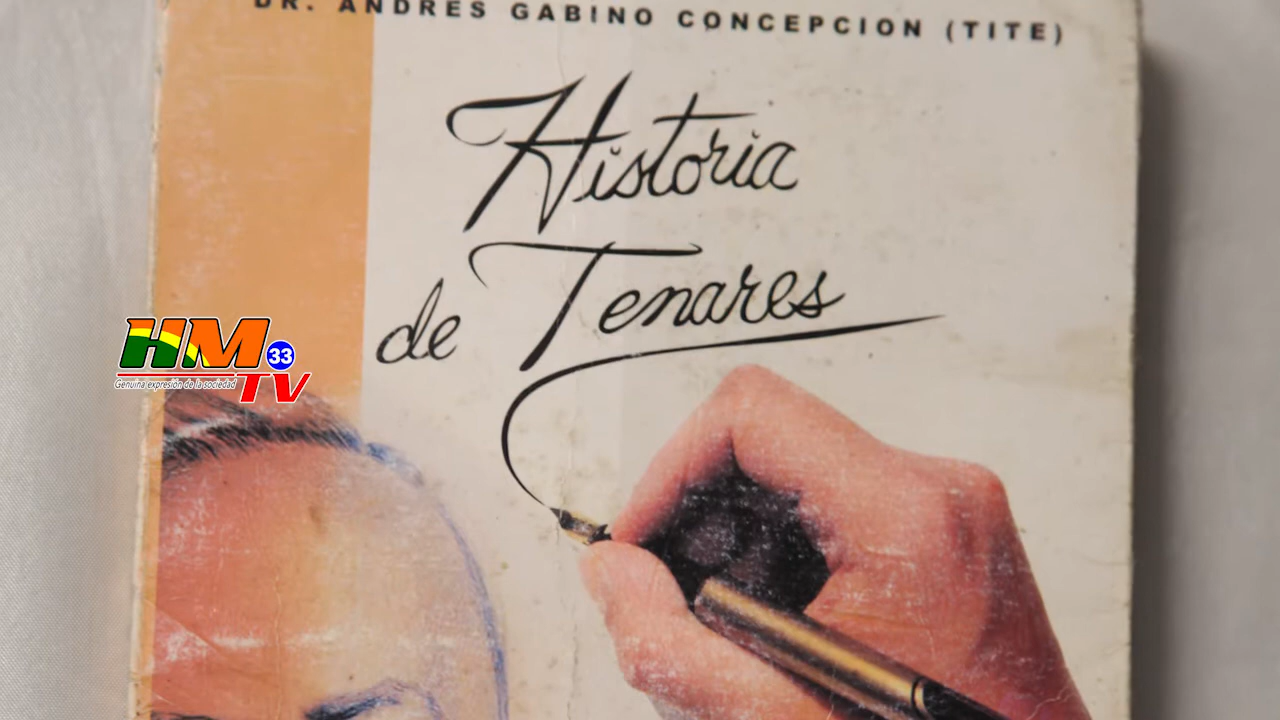 DR. ANDRES GABINO CONCEPCION (TITE)
Historia
de Tenares
HM 33
TV
Genuina expresión de la sociedad